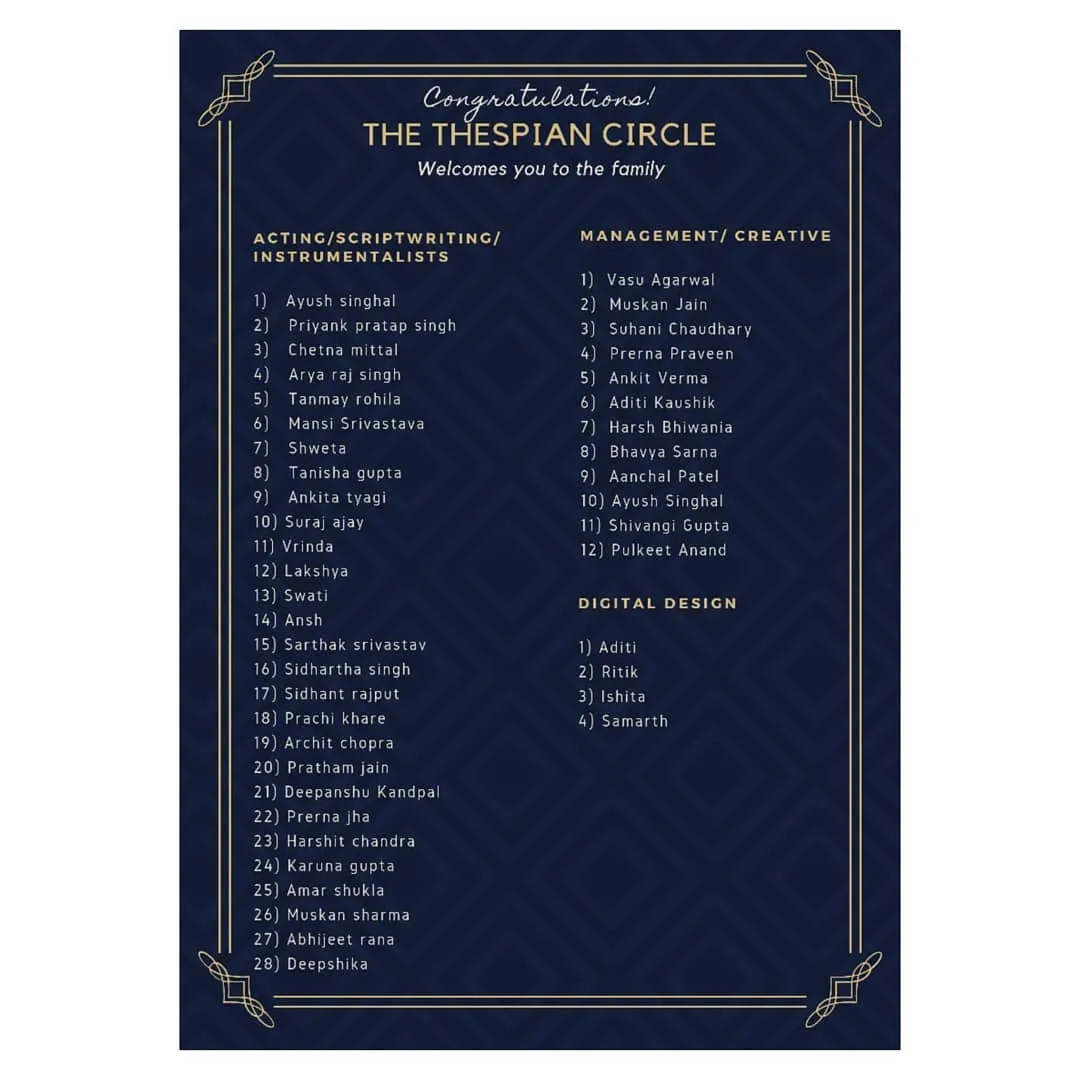 Congratulations!
THE THESPIAN CIRCLE
Welcomes you to the family
ACTING/SCRIPTWRITING/
INSTRUMENTALISTS
1) Ayush singhal
2) Priyank pratap singh
3) Chetna mittal
4) Arya raj singh
5) Tanmay rohila
6) Mansi Srivastava
7) Shweta
8) Tanisha gupta
9) Ankita tyagi
10) Suraj ajay
11) Vrinda
12) Lakshya
13) Swati
14) Ansh
15) Sarthak srivastav
16) Sidhartha singh
17) Sidhant rajput
18) Prachi khare
19) Archit chopra
20) Pratham jain
21) Deepanshu Kandpal
22) Prerna jha
23) Harshit chandra
24) Karuna gupta
25) Amar shukla
26) Muskan sharma
27) Abhijeet rana
28) Deepshika
MANAGEMENT/ CREATIVE
1) Vasu Agarwal
2) Muskan Jain
3) Suhani Chaudhary
4) Prerna Praveen
5) Ankit Verma
6) Aditi Kaushik
7) Harsh Bhiwania
8) Bhavya Sarna
9) Aanchal Patel
10) Ayush Singhal
11) Shivangi Gupta
12) Pulkeet Anand
DIGITAL DESIGN
1) Aditi
2) Ritik
3) Ishita
4) Samarth